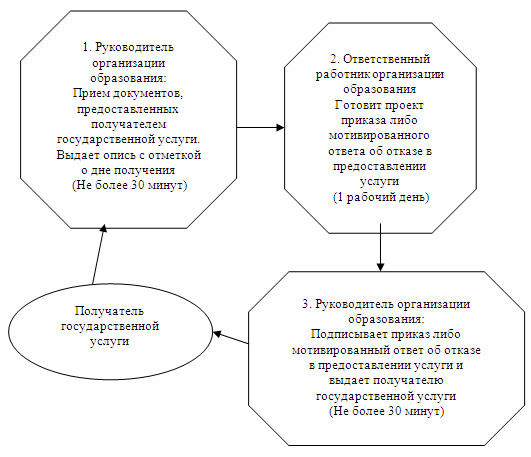 1. Руководитель
организации
образования:
Прием документов,
предоставленных
получателем
государственной услуги.
Выдает опись с отметкой
о дне получения
(Не более 30 минут)
2. Ответственный
работник организации
образования
Готовит проект
приказа либо
мотивированного
ответа об отказе в
предоставлении
услуги
(1 рабочий день)
3. Руководитель организации
образования:
Подписывает приказ либо
мотивированный ответ об отказе
в предоставлении услуги и
выдает получателю
государственной услуги
(Не более 30 минут)
Получатель
государственной
услуги